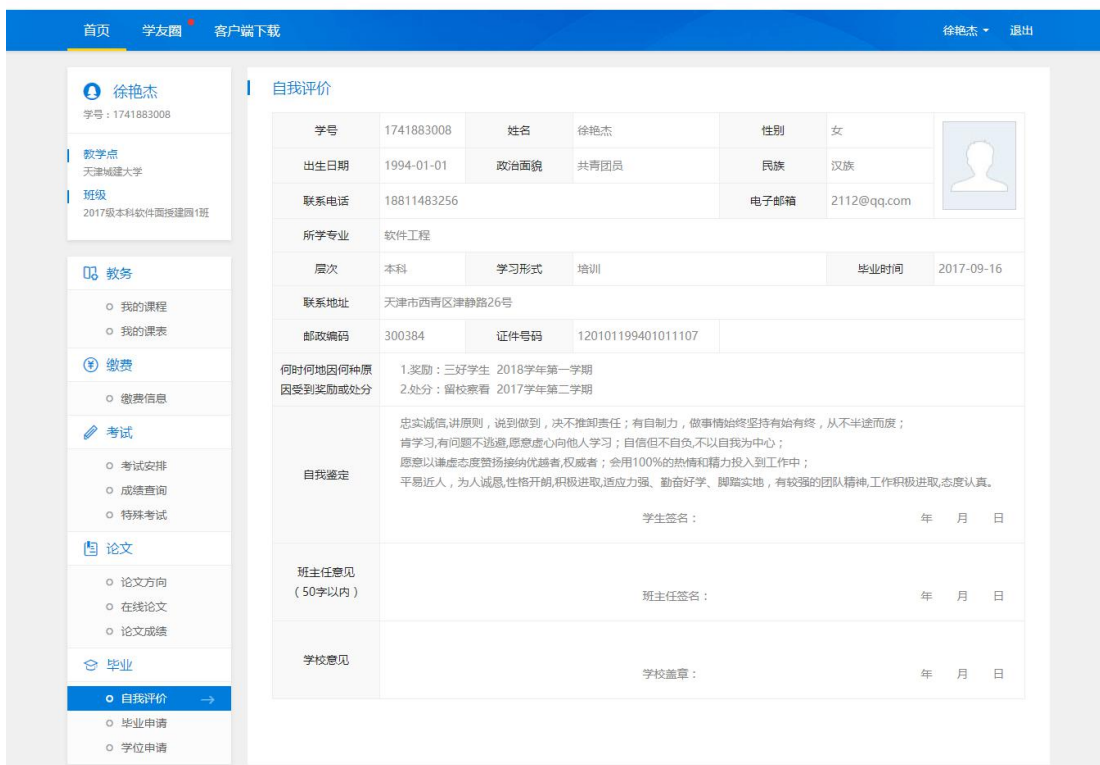 首页 学友圈 客户端下载 徐艳杰 退出
徐艳杰
学号：1741883008
教学点
天津城建大学
班级
2017级本科软件面授建园1班
教务
我的课程
我的课表
缴费
缴费信息
考试
考试安排
成绩查询
特殊考试
论文
论文方向
在线论文
论文成绩
毕业
自我评价
毕业申请
学位申请
自我评价
学号 1741883008 姓名 徐艳杰 性别 女
出生日期 1994-01-01 政治面貌 共青团员 民族 汉族
联系电话 18811483256 电子邮箱 2112@qq.com
所学专业 软件工程
层次 本科 学习形式 培训 毕业时间 2017-09-16
联系地址 天津市西青区津静路26号
邮政编码 300384 证件号码 120101199401011107
何时何地因何种原
因受到奖励或处分
1.奖励：三好学生 2018学年第一学期
2.处分：留校察看 2017学年第二学期
自我鉴定
忠实诚信,讲原则，说到做到，决不推卸责任；有自制力，做事情始终坚持有始有终，从不半途而废；
肯学习,有问题不逃避,愿意虚心向他人学习；自信但不自负,不以自我为中心；
愿意以谦虚态度赞扬接纳优越者,权威者；会用100%的热情和精力投入到工作中；
平易近人，为人诚恳,性格开朗,积极进取,适应力强、勤奋好学、脚踏实地，有较强的团队精神,工作积极进取,态度认真。
学生签名： 年 月 日
班主任意见
（50字以内）
班主任签名： 年 月 日
学校意见
学校盖章： 年 月 日